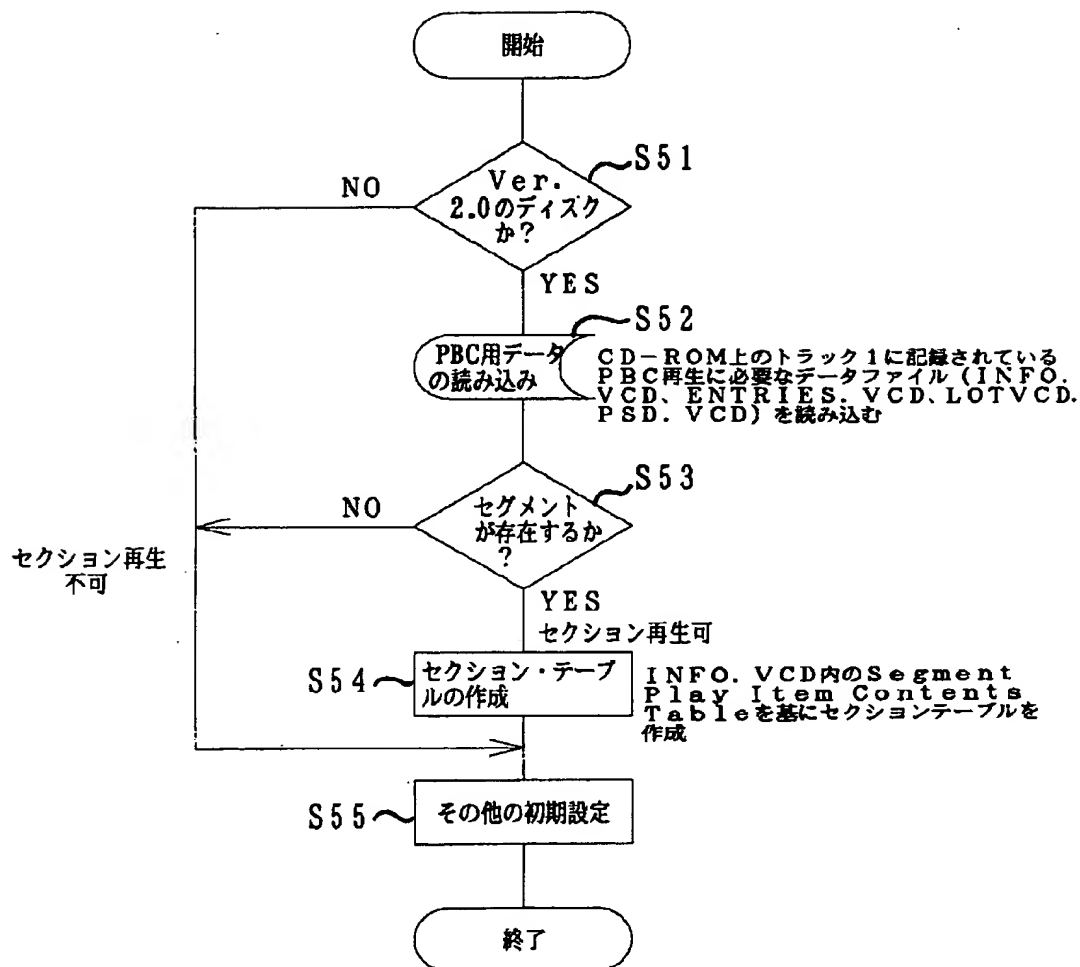 開始
S51
Ver.
2.0のディスク
か?
NO
YES
S52
PBC用データ
の読み込み
CD-ROM上のトラック1に記録されている
PBC再生に必要なデータファイル(INFO.
VCD、ENTRIES.VCD、LOTVCD.
PSD.VCD)を読み込む
S53
セグメント
が存在するか
?
NO
セクション再生
不可
YES
セクション再生可
S54
セクション・テーブ
ルの作成
INFO.VCD内のSegment
Play Item Contents
Tableを基にセクションテーブルを
作成
S55
その他の初期設定
終了